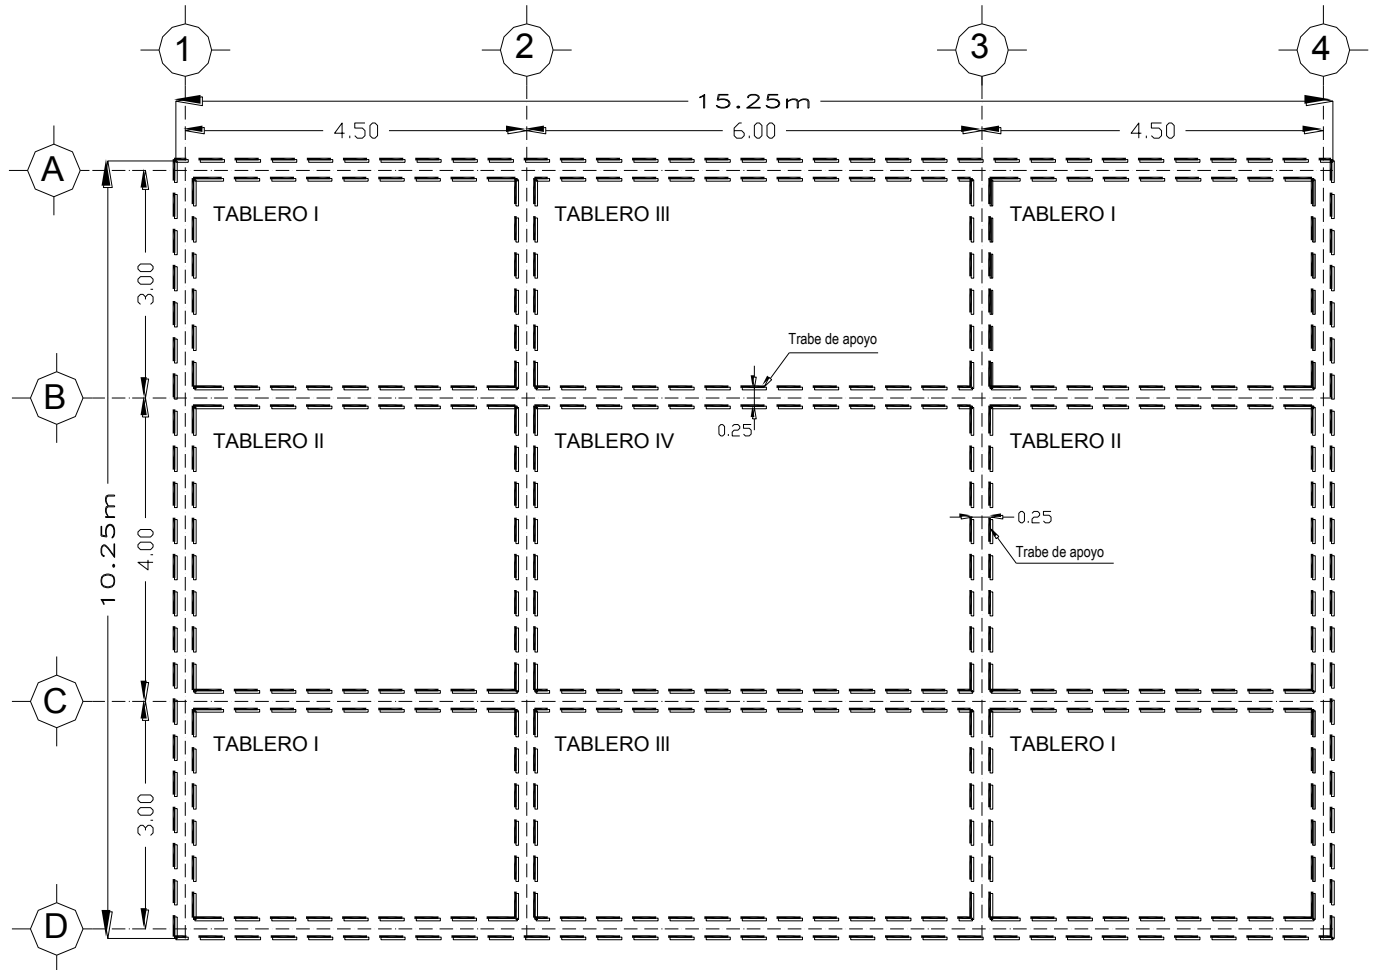 1 2 3 4
15.25m
4.50 6.00 4.50
A
TABLERO I TABLERO III TABLERO I
3.00
Trabe de apoyo
B
0.25
TABLERO II TABLERO IV TABLERO II
10.25m
4.00
0.25
Trabe de apoyo
C
TABLERO I TABLERO III TABLERO I
3.00
D